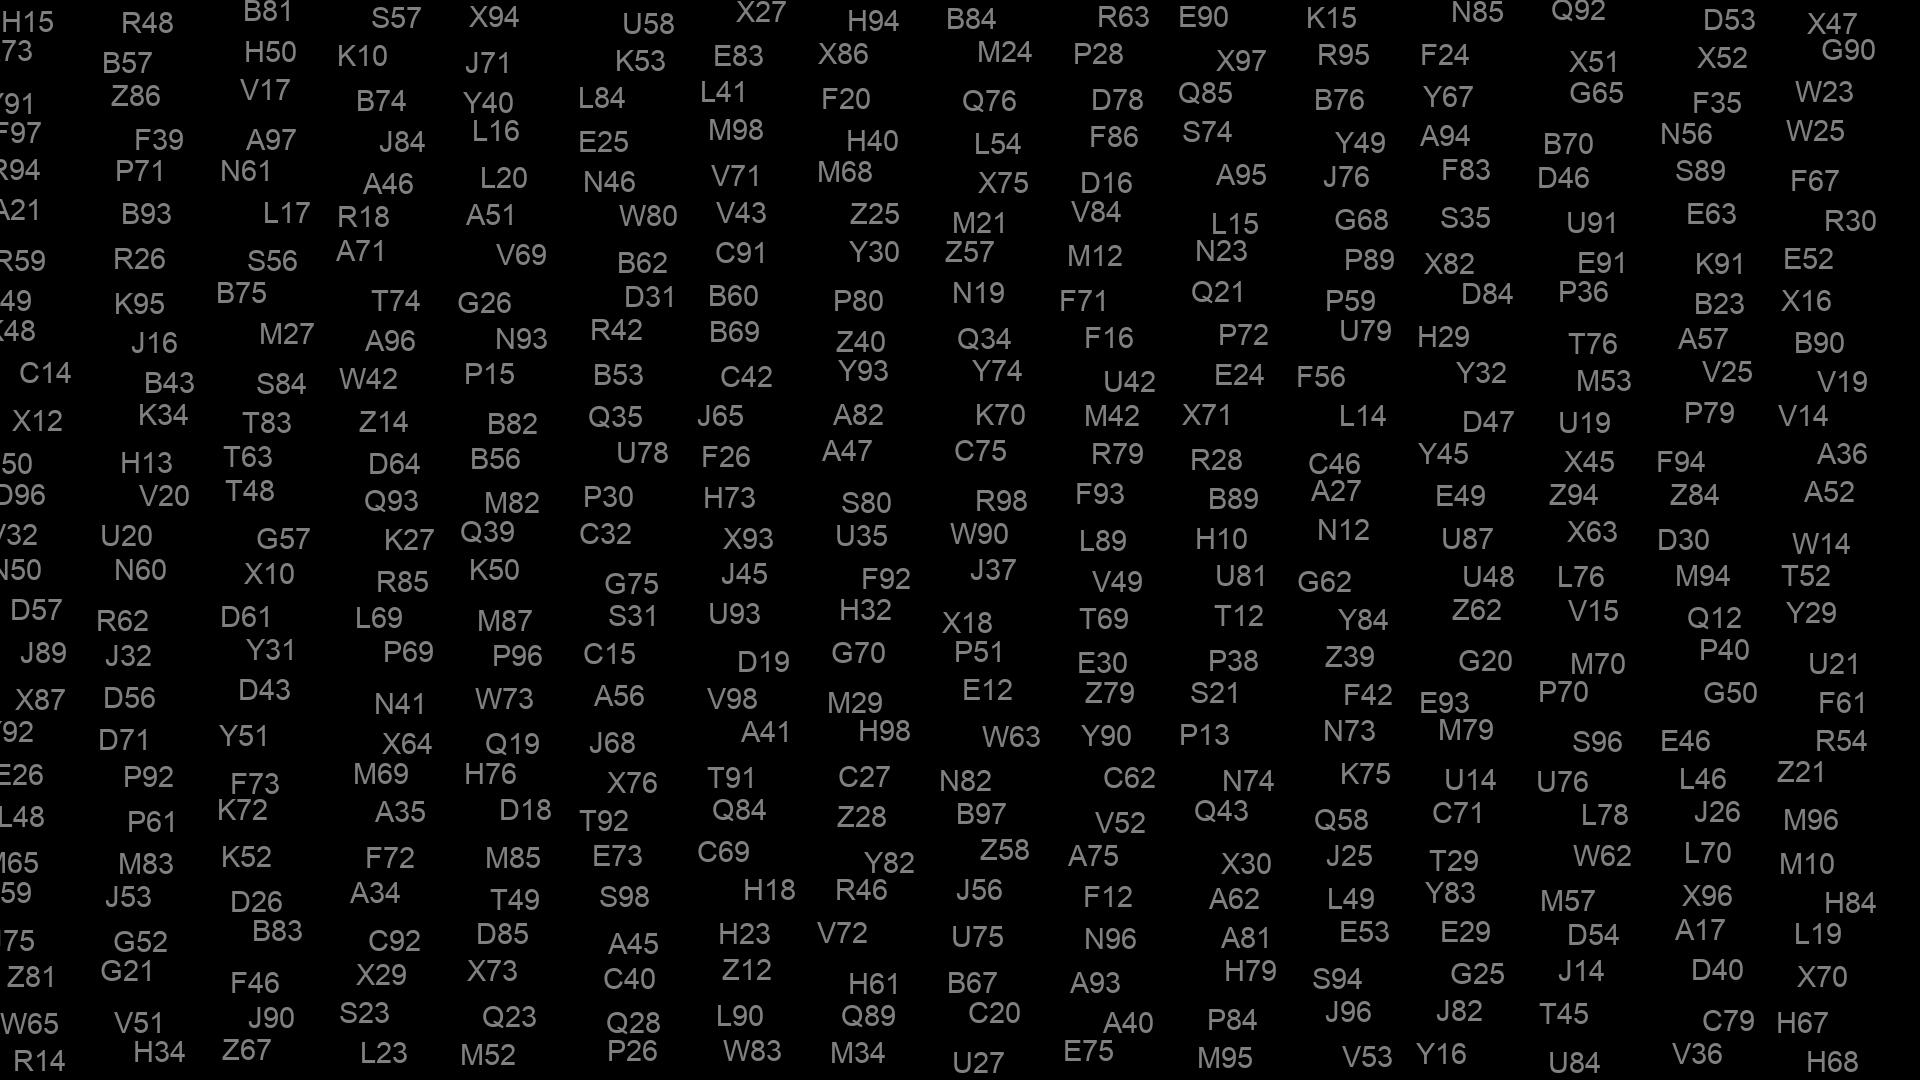 H15 R48 B81 S57 X94 U58 X27 H94 B84 R63 E90 K15 N85 Q92 D53 X47
73 B57 H50 K10 J71 K53 E83 X86 M24 P28 X97 R95 F24 X51 X52 G90
Y91 Z86 V17 B74 Y40 L84 L41 F20 Q76 D78 Q85 B76 Y67 G65 F35 W23
F97 F39 A97 J84 L16 E25 M98 H40 L54 F86 S74 Y49 A94 B70 N56 W25
R94 P71 N61 A46 L20 N46 V71 M68 X75 D16 A95 J76 F83 D46 S89 F67
A21 B93 L17 R18 A51 W80 V43 Z25 M21 V84 L15 G68 S35 U91 E63 R30
R59 R26 S56 A71 V69 B62 C91 Y30 Z57 M12 N23 P89 X82 E91 K91 E52
49 K95 B75 T74 G26 D31 B60 P80 N19 F71 Q21 P59 D84 P36 B23 X16
K48 J16 M27 A96 N93 R42 B69 Z40 Q34 F16 P72 U79 H29 T76 A57 B90
C14 B43 S84 W42 P15 B53 C42 Y93 Y74 U42 E24 F56 Y32 M53 V25 V19
X12 K34 T83 Z14 B82 Q35 J65 A82 K70 M42 X71 L14 D47 U19 P79 V14
50 H13 T63 D64 B56 U78 F26 A47 C75 R79 R28 C46 Y45 X45 F94 A36
D96 V20 T48 Q93 M82 P30 H73 S80 R98 F93 B89 A27 E49 Z94 Z84 A52
V32 U20 G57 K27 Q39 C32 X93 U35 W90 L89 H10 N12 U87 X63 D30 W14
N50 N60 X10 R85 K50 G75 J45 F92 J37 V49 U81 G62 U48 L76 M94 T52
D57 R62 D61 L69 M87 S31 U93 H32 X18 T69 T12 Y84 Z62 V15 Q12 Y29
J89 J32 Y31 P69 P96 C15 D19 G70 P51 E30 P38 Z39 G20 M70 P40 U21
X87 D56 D43 N41 W73 A56 V98 M29 E12 Z79 S21 F42 E93 P70 G50 F61
92 D71 Y51 X64 Q19 J68 A41 H98 W63 Y90 P13 N73 M79 S96 E46 R54
E26 P92 F73 M69 H76 X76 T91 C27 N82 C62 N74 K75 U14 U76 L46 Z21
L48 P61 K72 A35 D18 T92 Q84 Z28 B97 V52 Q43 Q58 C71 L78 J26 M96
M65 M83 K52 F72 M85 E73 C69 Y82 Z58 A75 X30 J25 T29 W62 L70 M10
59 J53 D26 A34 T49 S98 H18 R46 J56 F12 A62 L49 Y83 M57 X96 H84
75 G52 B83 C92 D85 A45 H23 V72 U75 N96 A81 E53 E29 D54 A17 L19
Z81 G21 F46 X29 X73 C40 Z12 H61 B67 A93 H79 S94 G25 J14 D40 X70
W65 V51 J90 S23 Q23 Q28 L90 Q89 C20 A40 P84 J96 J82 T45 C79 H67
R14 H34 Z67 L23 M52 P26 W83 M34 U27 E75 M95 V53 Y16 U84 V36 H68